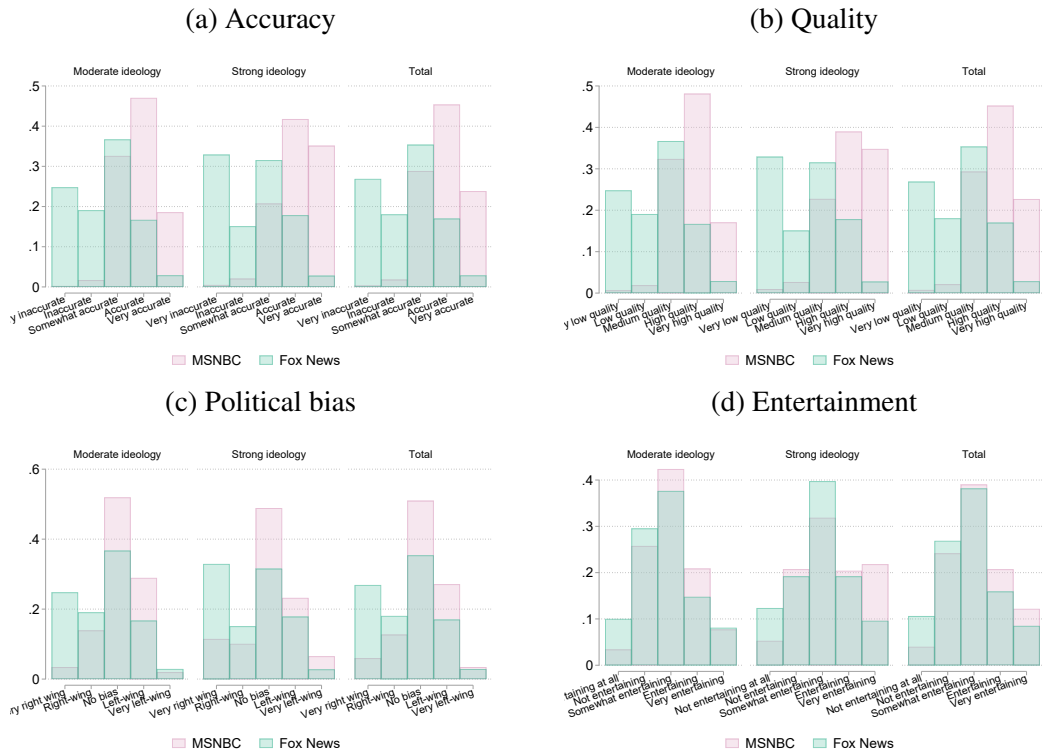 (a) Accuracy
Moderate ideology Strong ideology Total
.5
.4
.3
.2
.1
0
y inaccurate Inaccurate Somewhat accurate Accurate Very accurate
Very inaccurate Inaccurate Somewhat accurate Accurate Very accurate
Very inaccurate Inaccurate Somewhat accurate Accurate Very accurate
MSNBC Fox News
(b) Quality
Moderate ideology Strong ideology Total
.5
.4
.3
.2
.1
0
y low quality Low quality Medium quality High quality Very high quality
Very low quality Low quality Medium quality High quality Very high quality
Very low quality Low quality Medium quality High quality Very high quality
MSNBC Fox News
(c) Political bias
Moderate ideology Strong ideology Total
.6
.4
.2
0
ry right wing Right-wing No bias Left-wing Very left-wing
Very right wing Right-wing No bias Left-wing Very left-wing
Very right wing Right-wing No bias Left-wing Very left-wing
MSNBC Fox News
(d) Entertainment
Moderate ideology Strong ideology Total
.4
.3
.2
.1
0
taining at all Not entertaining Somewhat entertaining Entertaining Very entertaining
Not entertaining at all Not entertaining Somewhat entertaining Entertaining Very entertaining
Not entertaining at all Not entertaining Somewhat entertaining Entertaining Very entertaining
MSNBC Fox News